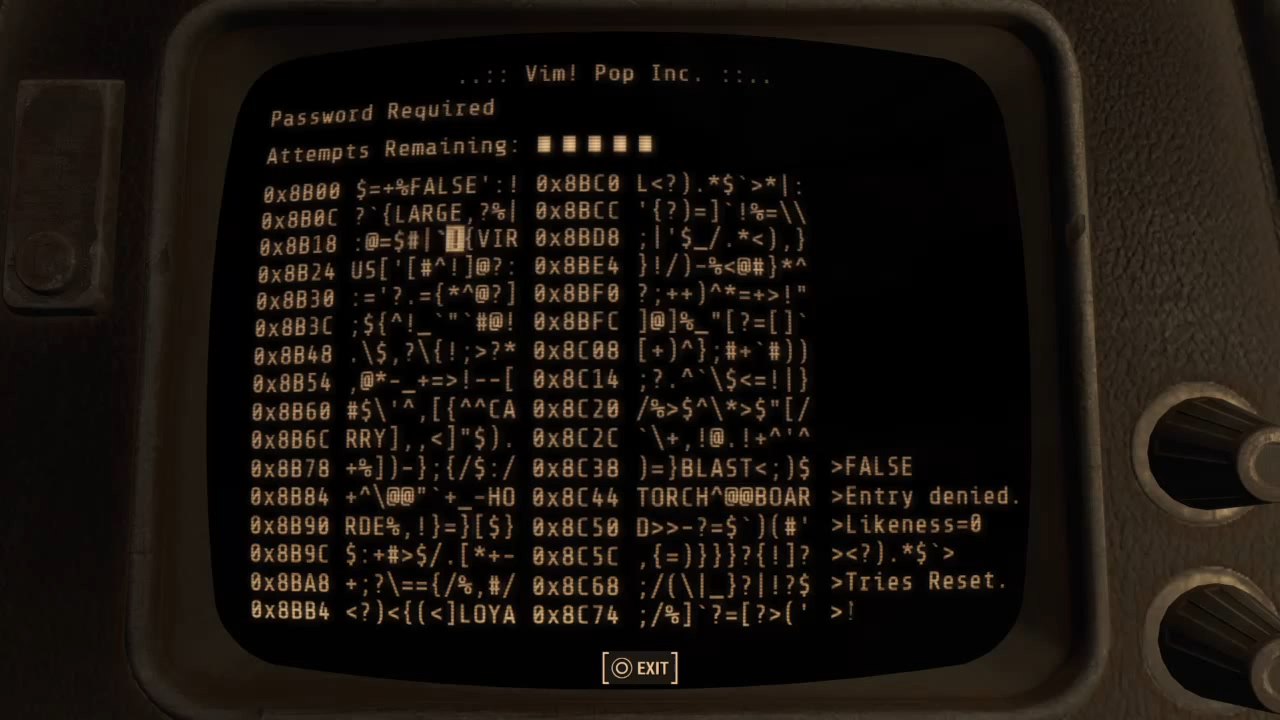 ..:: Vim! Pop Inc. ::..
Password Required
Attempts Remaining: ■ ■ ■ ■ ■
0x8B00 $=+%FALSE':! 0x8BC0 L<?).*$`>*|:
0x8B0C ?`{LARGE,?%| 0x8BCC '{?)=]`!%=\\
0x8B18 :@=$#|`!{VIR 0x8BD8 ;|'$_/.*<),}
0x8B24 US['[#^!]@?: 0x8BE4 }!/)-%<@#}*^
0x8B30 :='?.={*^@?] 0x8BF0 ?;++)^*=+>!"
0x8B3C ;${^!_`"`#@! 0x8BFC ]@]%_"[?=[]`
0x8B48 .\$,?\{!;>?* 0x8C08 [+)^};#+`#))
0x8B54 ,@*-_+=>!--[ 0x8C14 ;?.^`\$<=!|}
0x8B60 #$\'^,[{^^CA 0x8C20 /%>$^\*>$"[/
0x8B6C RRY],,<]"$). 0x8C2C `\+,!@.!+^'^
0x8B78 +%])-};{/$:/ 0x8C38 )=}BLAST<;)$ >FALSE
0x8B84 +^\@@"`+_-HO 0x8C44 TORCH^@@BOAR >Entry denied.
0x8B90 RDE%,!}=}[$} 0x8C50 D>>-?=$`)(#' >Likeness=0
0x8B9C $:+#>$/.[*+- 0x8C5C ,{=)}}}?{!]? ><?).*$`>
0x8BA8 +;?\=={/%,#/ 0x8C68 ;/(\|_}?|!?$ >Tries Reset.
0x8BB4 <?)<{(<]LOYA 0x8C74 ;/%]`?=[?>(' >!
EXIT